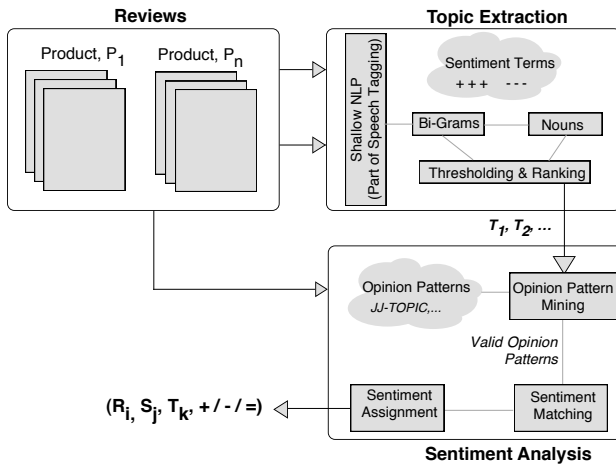 Reviews
Product, P1
Product, Pn
Topic Extraction
Shallow NLP
(Part of Speech Tagging)
Sentiment Terms
+ + + - - -
Bi-Grams
Nouns
Thresholding & Ranking
T1, T2, ...
Opinion Patterns
JJ-TOPIC,...
Opinion Pattern
Mining
Valid Opinion
Patterns
Sentiment
Matching
Sentiment
Assignment
(Ri, Sj, Tk, + / - / =)
Sentiment Analysis